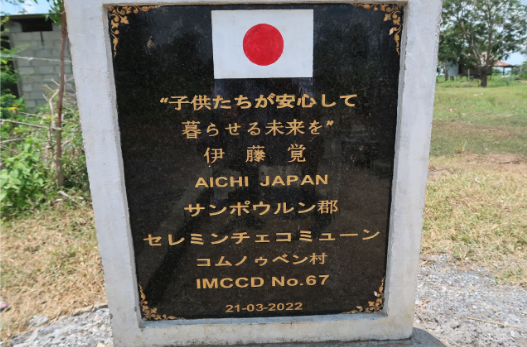 "子供たちが安心して
暮らせる未来を"
伊藤覚
AICHI JAPAN
サンポウルン郡
セレミンチェコミューン
コムノゥベン村
IMCCD No.67
21-03-2022